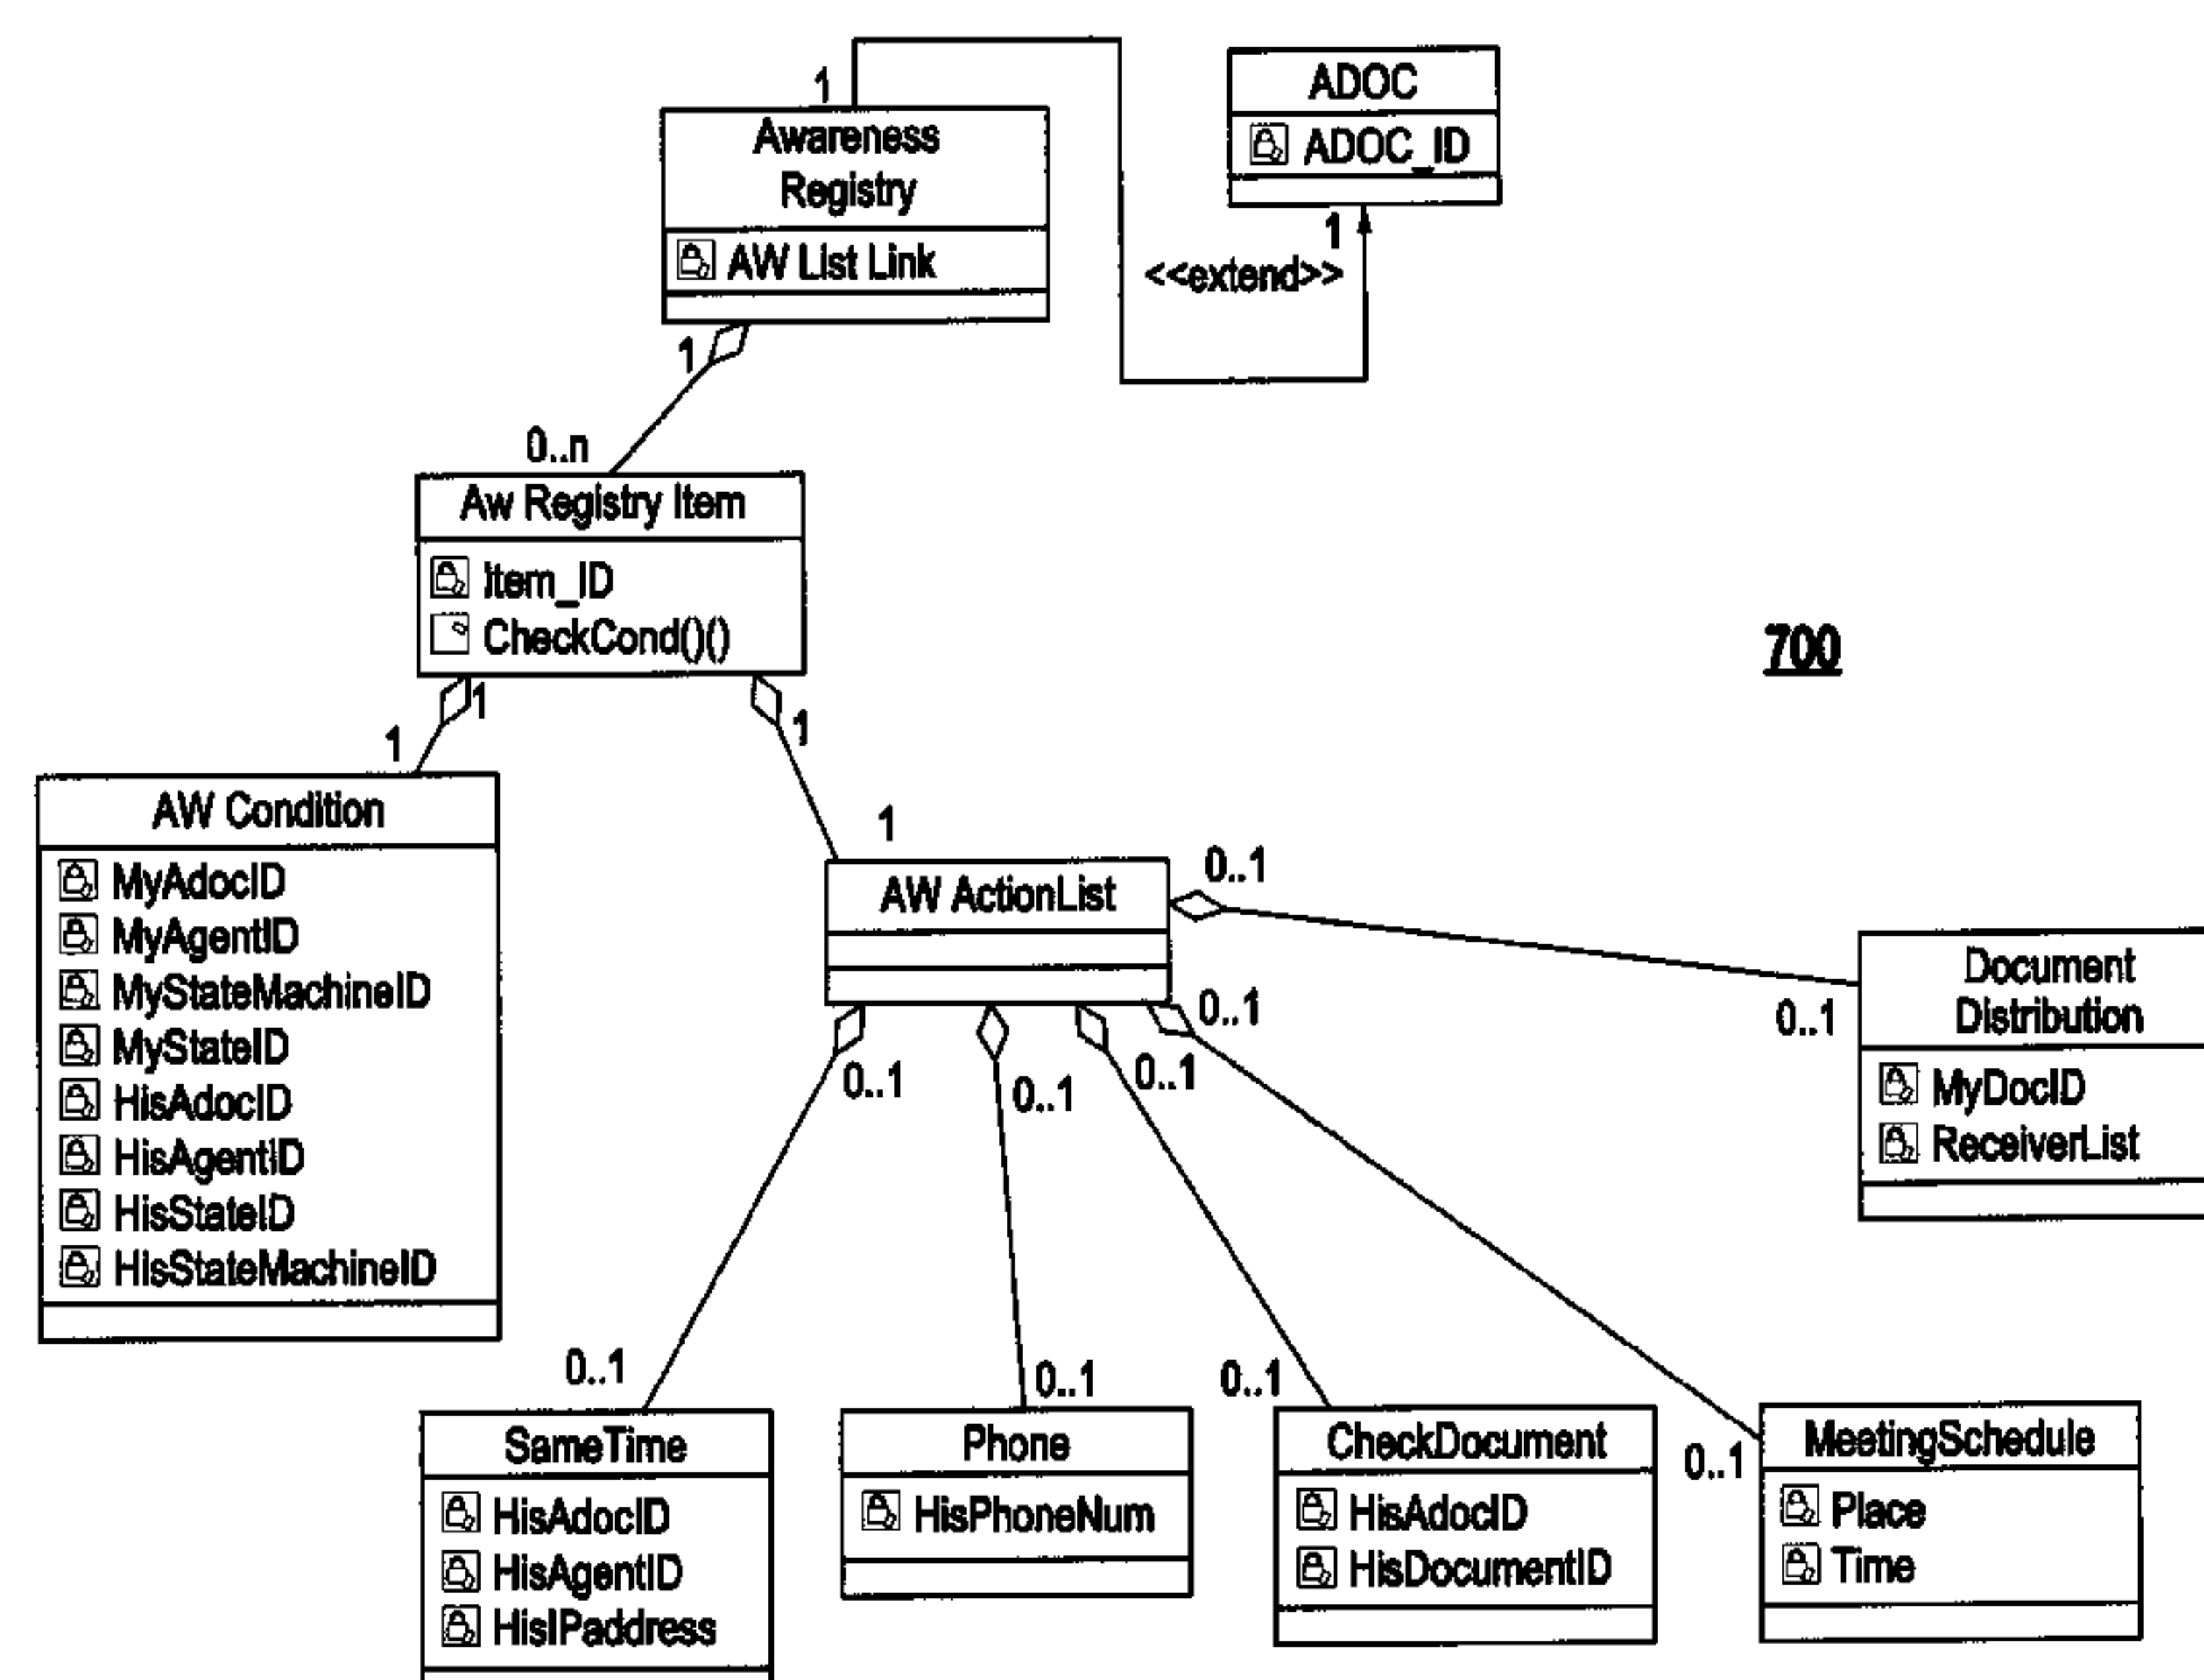 1
Awareness
Registry
AW List Link
ADOC
ADOC_ID
1
<<extend>>
1
0..n
Aw Registry Item
Item_ID
CheckCond()()
700
1
1
1
1
AW Condition
MyAdocID
MyAgentID
MyStateMachineID
MyStateID
HisAdocID
HisAgentID
HisStateID
HisStateMachineID
AW ActionList
0..1
0..1
Document
Distribution
MyDocID
ReceiverList
0..1
0..1
0..1
0..1
0..1
0..1
0..1
0..1
SameTime
HisAdocID
HisAgentID
HisIPaddress
Phone
HisPhoneNum
CheckDocument
HisAdocID
HisDocumentID
MeetingSchedule
Place
Time